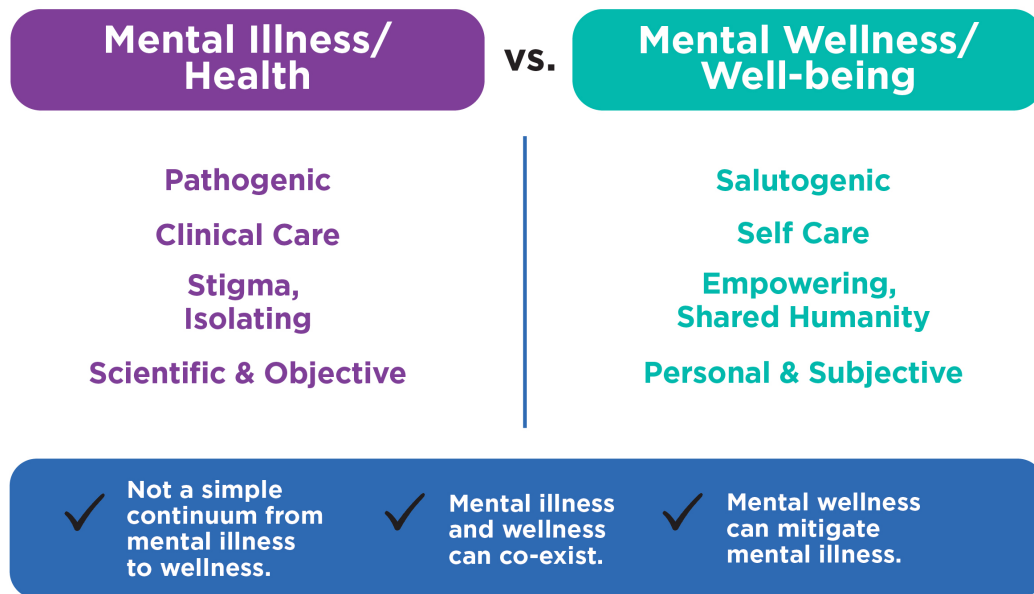 Mental Illness/
Health
vs.
Mental Wellness/
Well-being
Pathogenic
Clinical Care
Stigma,
Isolating
Scientific & Objective
Salutogenic
Self Care
Empowering,
Shared Humanity
Personal & Subjective
Not a simple
continuum from
mental illness
to wellness.
Mental illness
and wellness
can co-exist.
Mental wellness
can mitigate
mental illness.